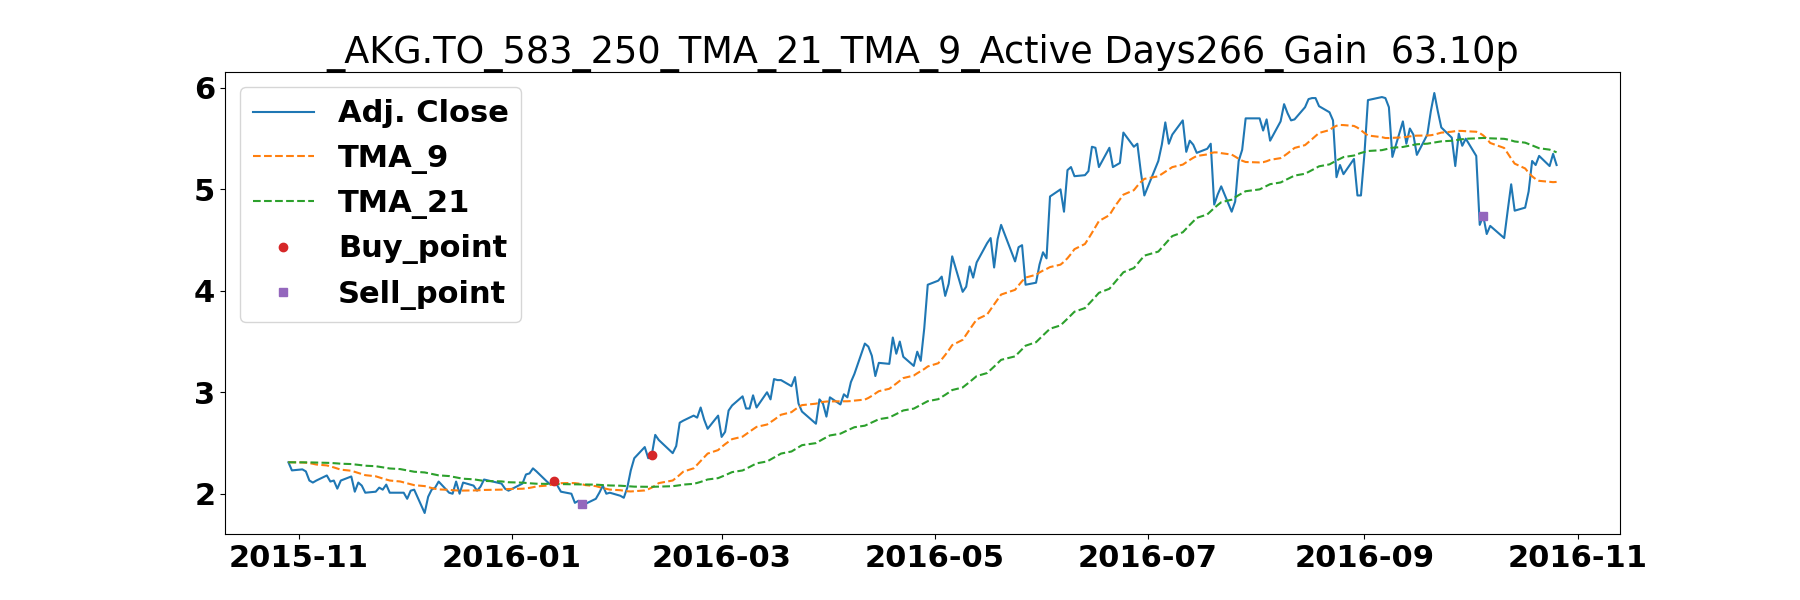 _AKG.TO_583_250_TMA_21_TMA_9_Active Days266_Gain  63.10p
6
5
4
3
2
Adj. Close
TMA_9
TMA_21
Buy_point
Sell_point
2015-11 2016-01 2016-03 2016-05 2016-07 2016-09 2016-11